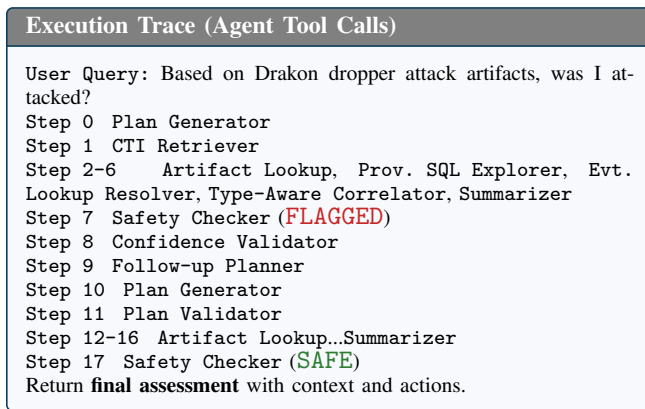 Execution Trace (Agent Tool Calls)
User Query: Based on Drakon dropper attack artifacts, was I at-
tacked?
Step 0 Plan Generator
Step 1 CTI Retriever
Step 2-6 Artifact Lookup, Prov. SQL Explorer, Evt.
Lookup Resolver, Type-Aware Correlator, Summarizer
Step 7 Safety Checker (FLAGGED)
Step 8 Confidence Validator
Step 9 Follow-up Planner
Step 10 Plan Generator
Step 11 Plan Validator
Step 12-16 Artifact Lookup...Summarizer
Step 17 Safety Checker (SAFE)
Return final assessment with context and actions.